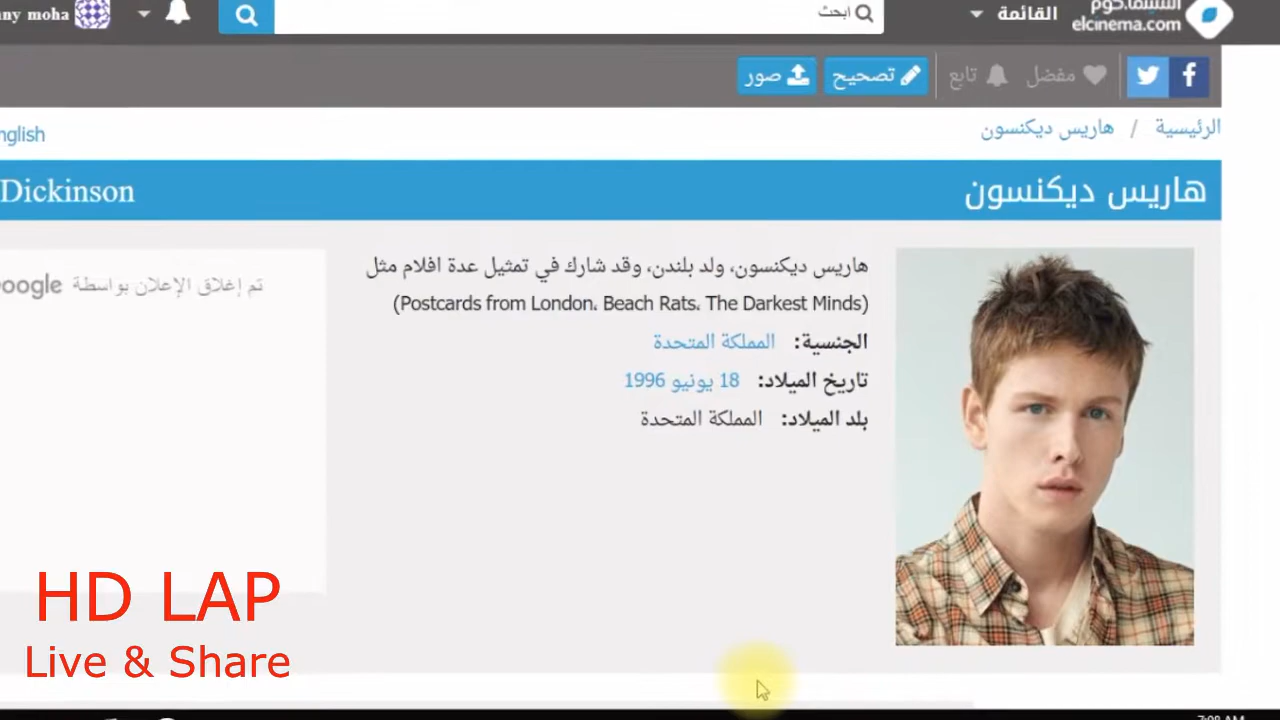 ny moha
ابحث
القائمة
السينما.كوم
elcinema.com
صور
تصحيح
تابع
مفضل
nglish
الرئيسية / هاريس ديكنسون
Dickinson
هاريس ديكنسون
تم إغلاق الإعلان بواسطة oogle
هاريس ديكنسون، ولد بلندن، وقد شارك في تمثيل عدة افلام مثل
(Postcards from London، Beach Rats، The Darkest Minds)
الجنسية: المملكة المتحدة
تاريخ الميلاد: 18 يونيو 1996
بلد الميلاد: المملكة المتحدة
HD LAP
Live & Share